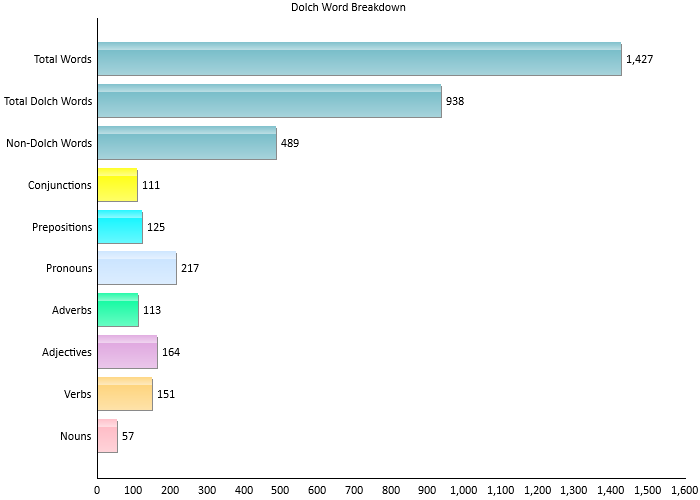 Dolch Word Breakdown
Total Words 1,427
Total Dolch Words 938
Non-Dolch Words 489
Conjunctions 111
Prepositions 125
Pronouns 217
Adverbs 113
Adjectives 164
Verbs 151
Nouns 57
0 100 200 300 400 500 600 700 800 900 1,000 1,100 1,200 1,300 1,400 1,500 1,600